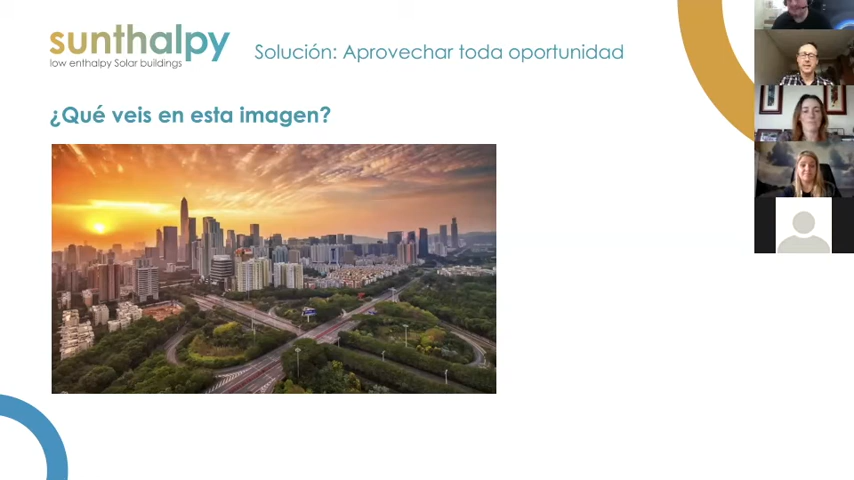 sunthalpy
low enthalpy Solar buildings
Solución: Aprovechar toda oportunidad
¿Qué veis en esta imagen?